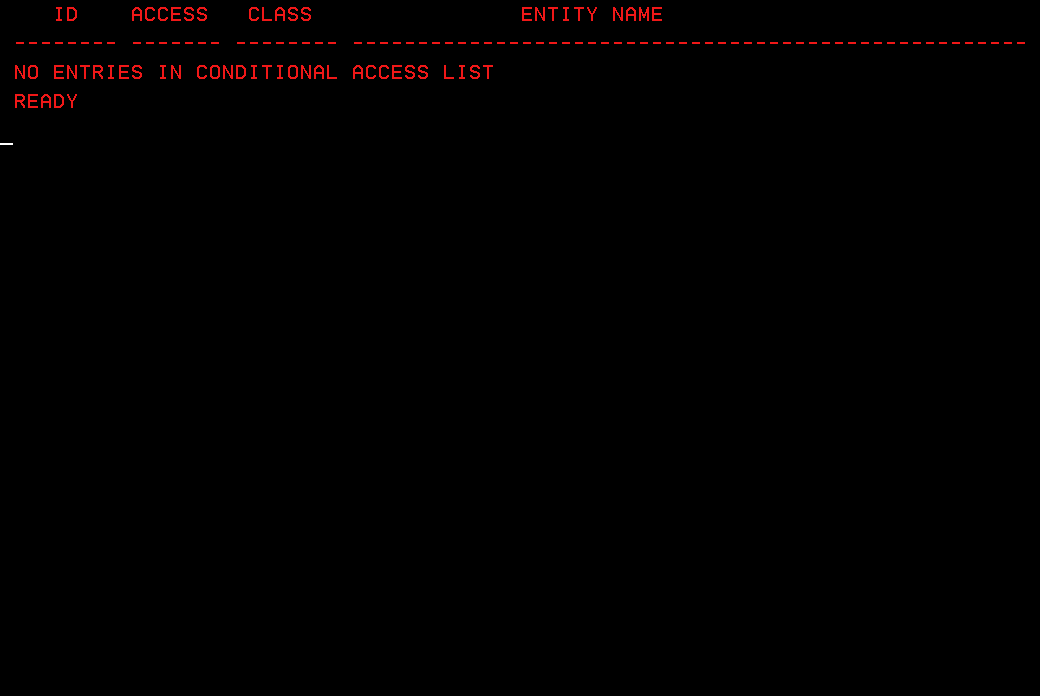 ID ACCESS CLASS ENTITY NAME
-------- ------- -------- ----------------------------------------------------
NO ENTRIES IN CONDITIONAL ACCESS LIST
READY